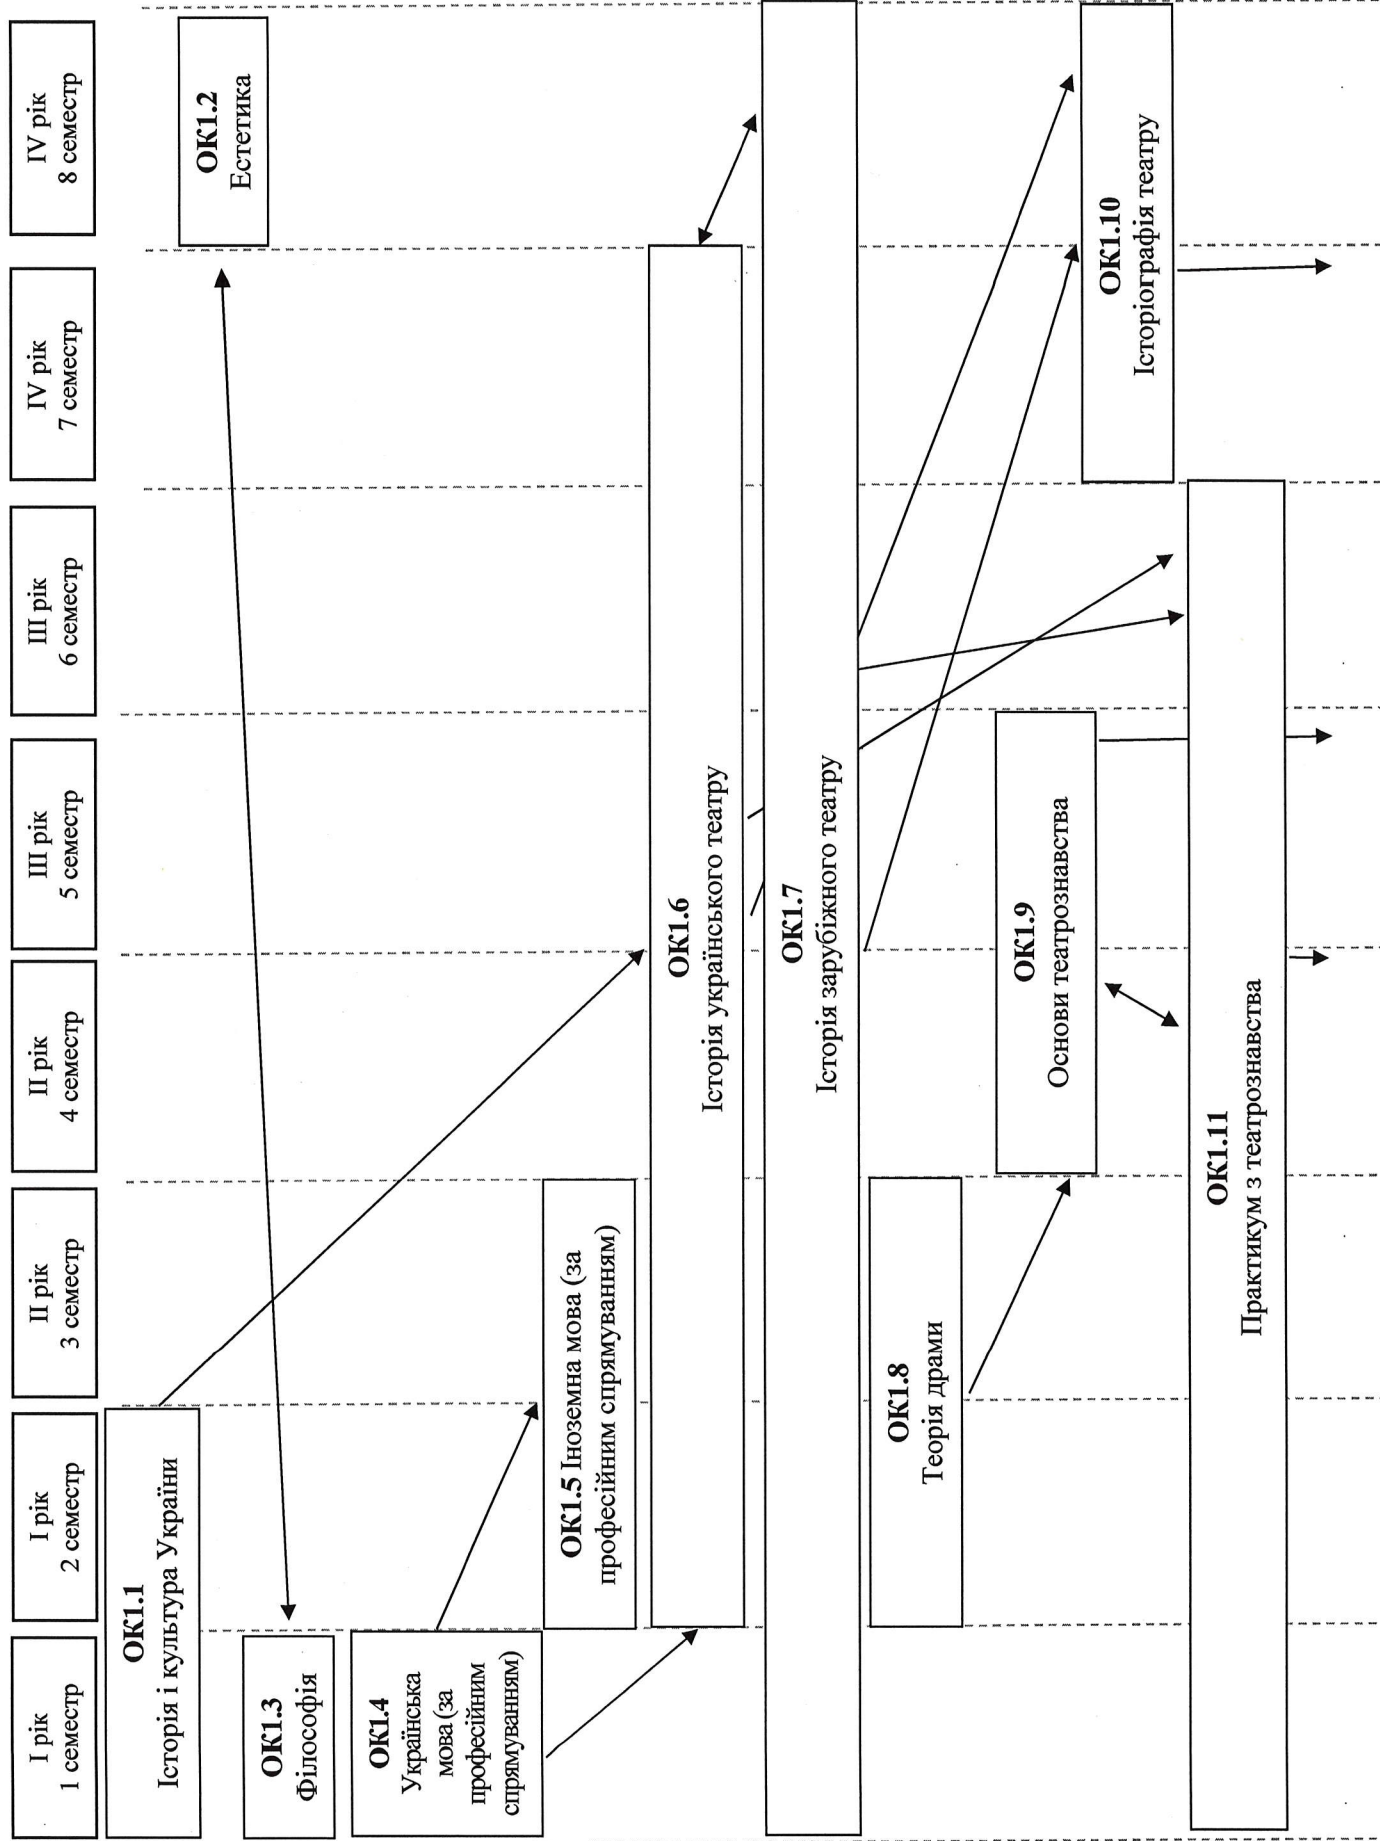 І рік
1 семестр
І рік
2 семестр
ІІ рік
3 семестр
ІІ рік
4 семестр
ІІІ рік
5 семестр
ІІІ рік
6 семестр
IV рік
7 семестр
IV рік
8 семестр
ОК1.1
Історія і культура України
ОК1.2
Естетика
ОК1.3
Філософія
ОК1.4
Українська
мова (за
професійним
спрямуванням)
ОК1.5 Іноземна мова (за
професійним спрямуванням)
ОК1.6
Історія українського театру
ОК1.7
Історія зарубіжного театру
ОК1.8
Теорія драми
ОК1.9
Основи театрознавства
ОК1.10
Історіографія театру
ОК1.11
Практикум з театрознавства